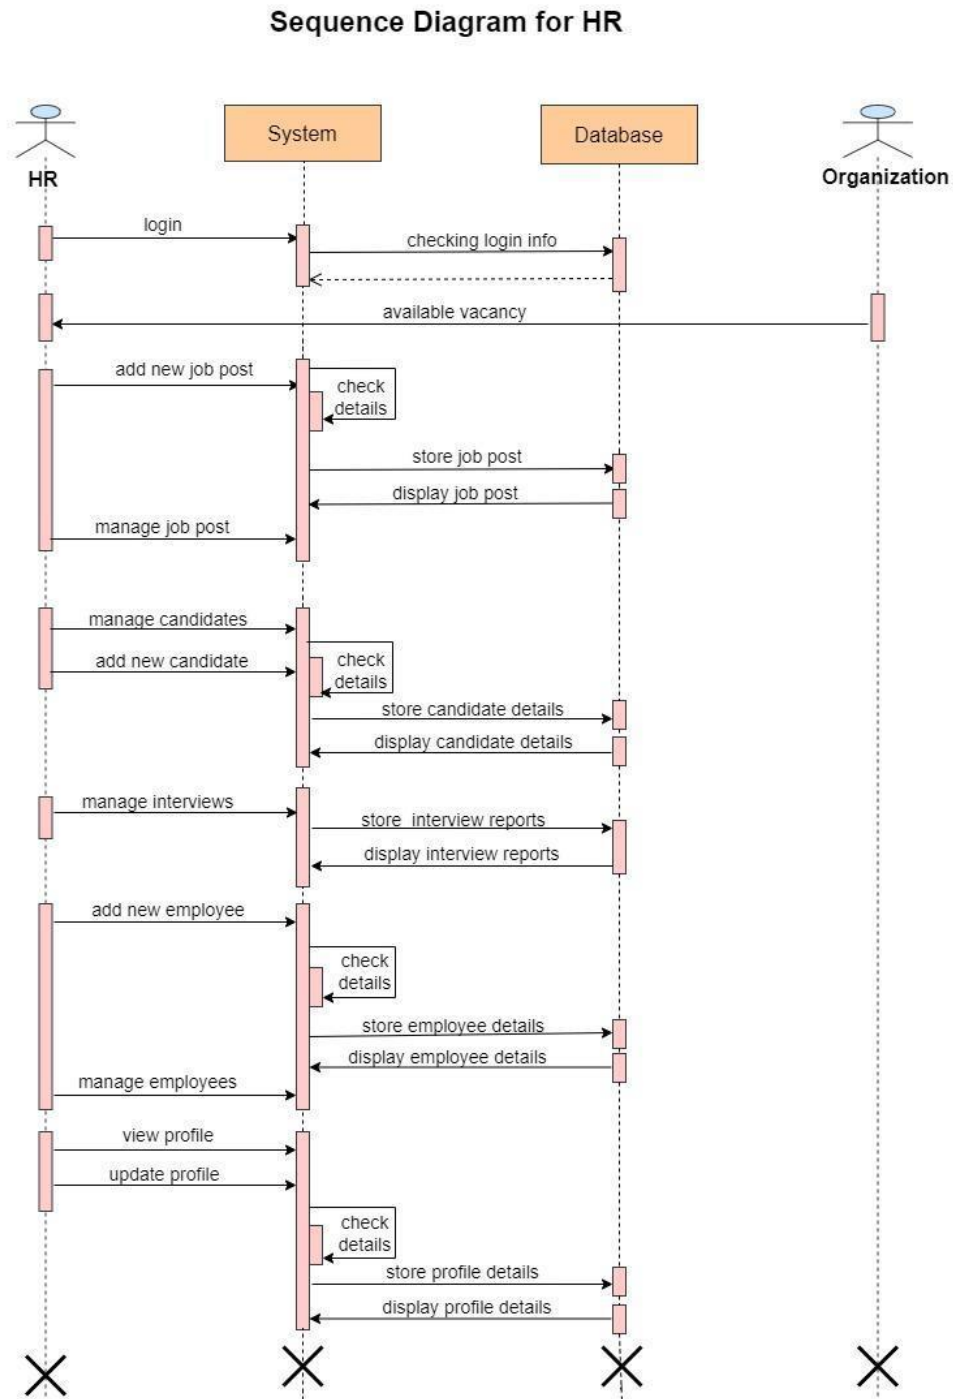 Sequence Diagram for HR
System
Database
HR
Organization
login
checking login info
available vacancy
add new job post
check
details
store job post
display job post
manage job post
manage candidates
add new candidate
check
details
store candidate details
display candidate details
manage interviews
store interview reports
display interview reports
add new employee
check
details
store employee details
display employee details
manage employees
view profile
update profile
check
details
store profile details
display profile details